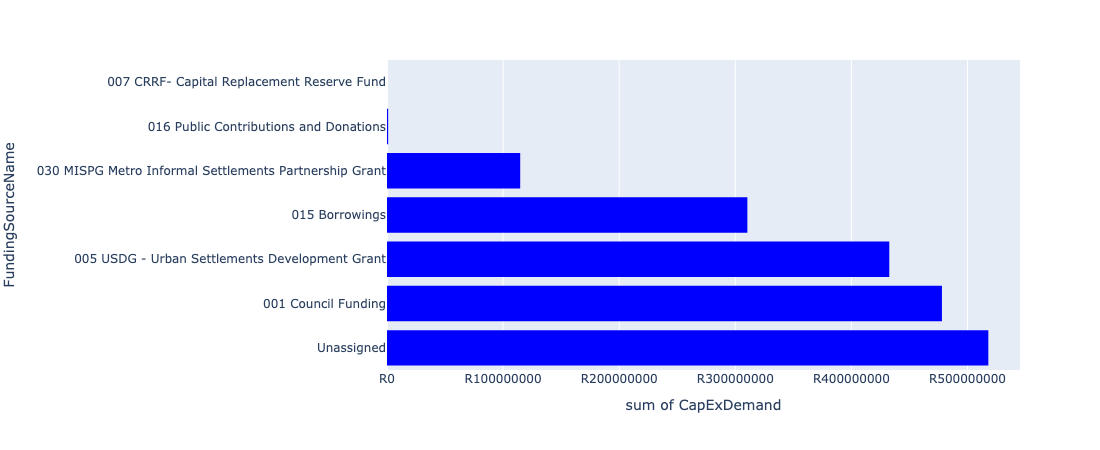 FundingSourceName
007 CRRF- Capital Replacement Reserve Fund
016 Public Contributions and Donations
030 MISPG Metro Informal Settlements Partnership Grant
015 Borrowings
005 USDG - Urban Settlements Development Grant
001 Council Funding
Unassigned
R0 R100000000 R200000000 R300000000 R400000000 R500000000
sum of CapExDemand